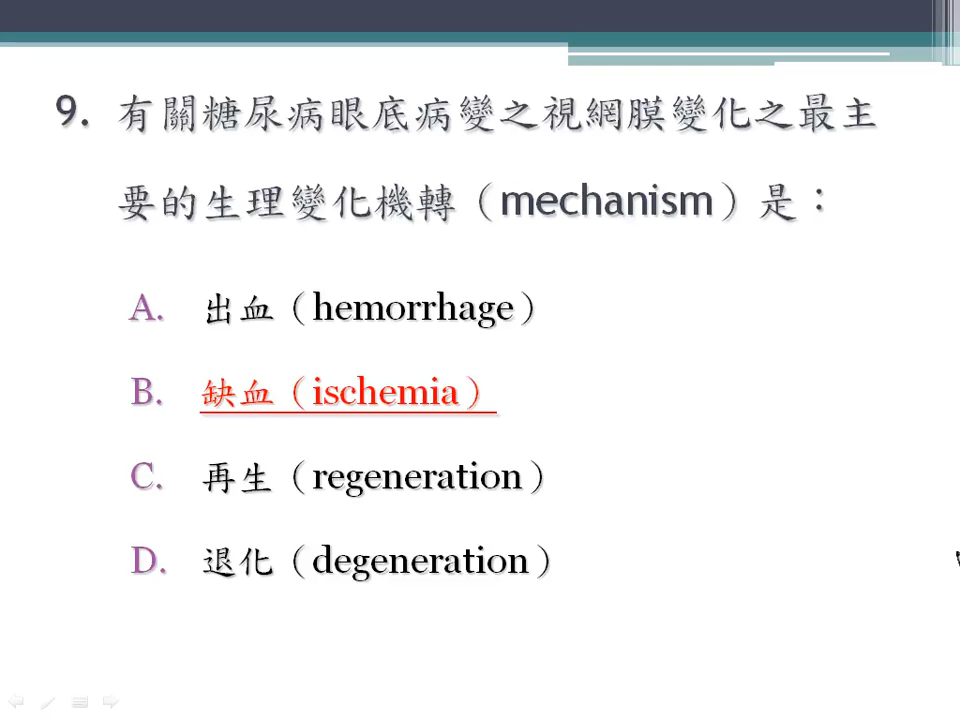 9. 有關糖尿病眼底病變之視網膜變化之最主
要的生理變化機轉（mechanism）是：
A. 出血（hemorrhage）
B. 缺血（ischemia）
C. 再生（regeneration）
D. 退化（degeneration）